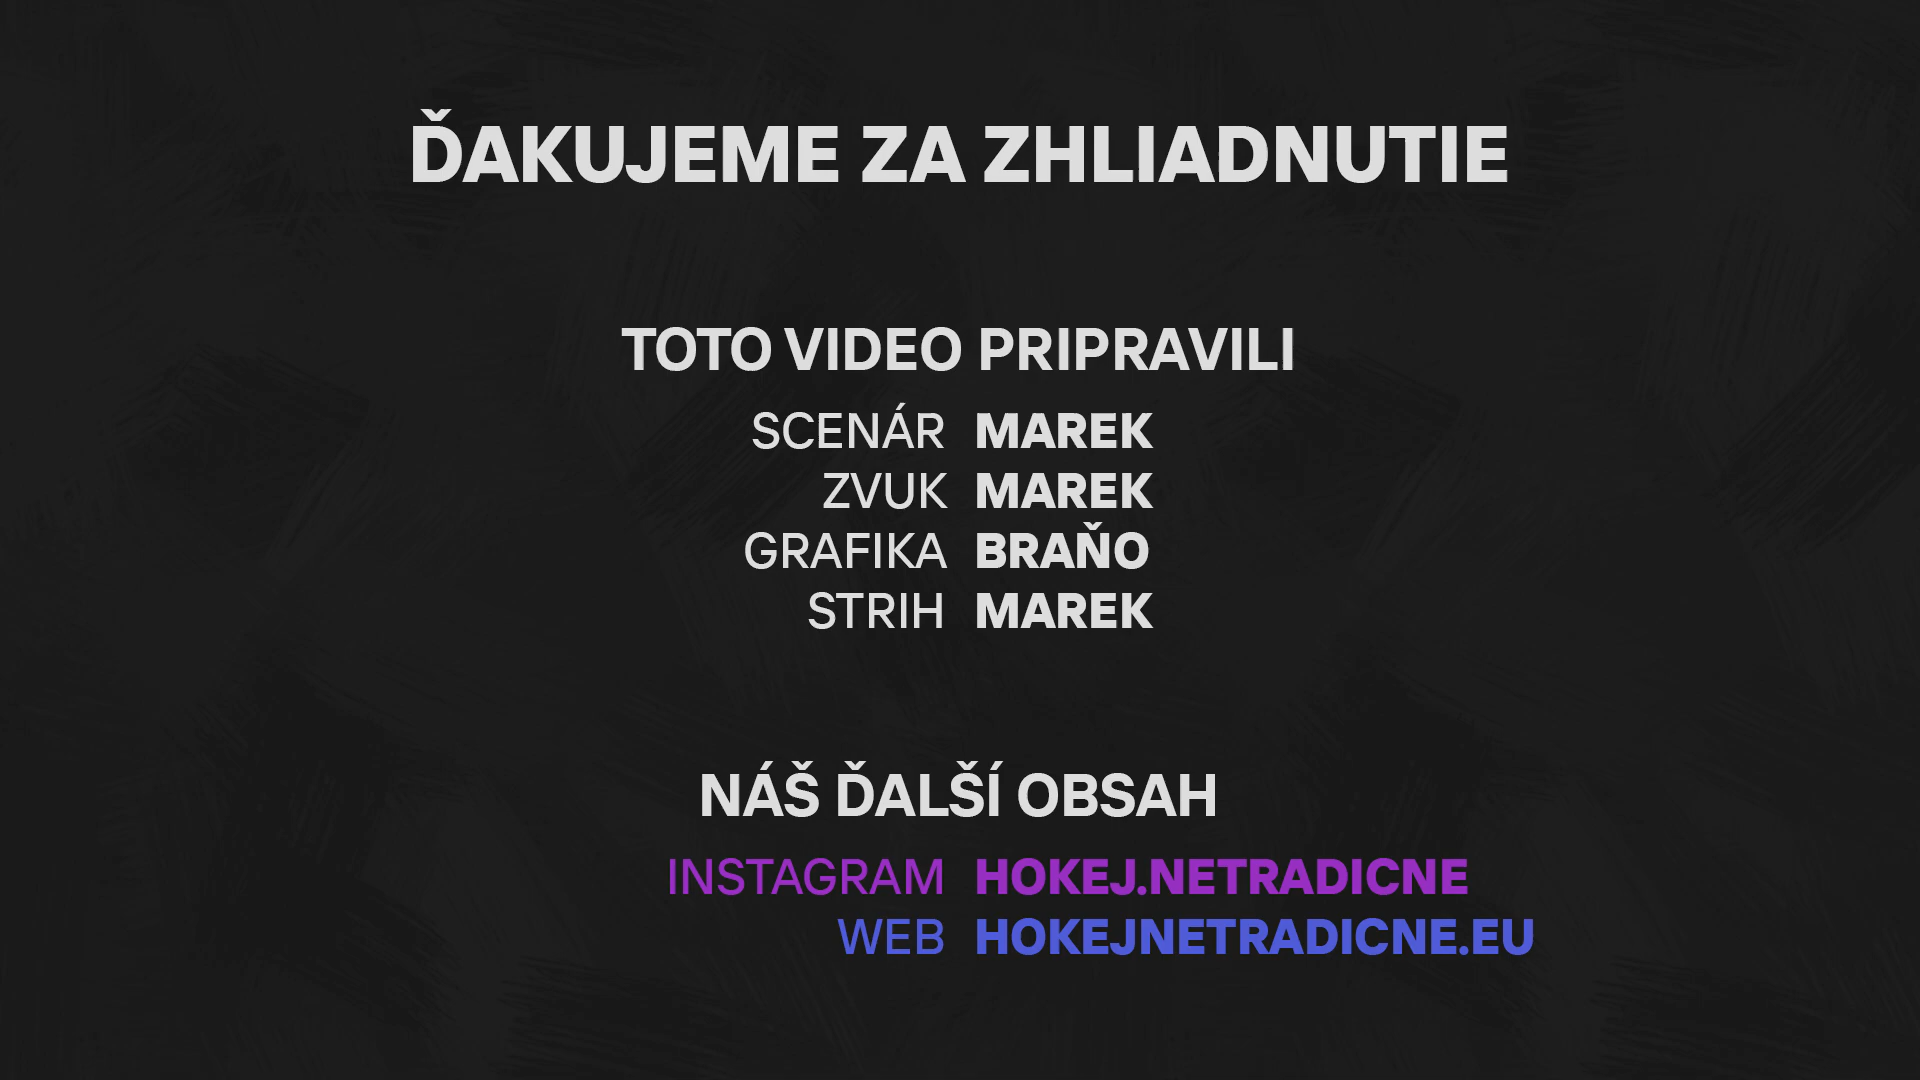 ĎAKUJEME ZA ZHLIADNUTIE
TOTO VIDEO PRIPRAVILI
SCENÁR MAREK
ZVUK MAREK
GRAFIKA BRAŇO
STRIH MAREK
NÁŠ ĎALŠÍ OBSAH
INSTAGRAM HOKEJ.NETRADICNE
WEB HOKEJNETRADICNE.EU